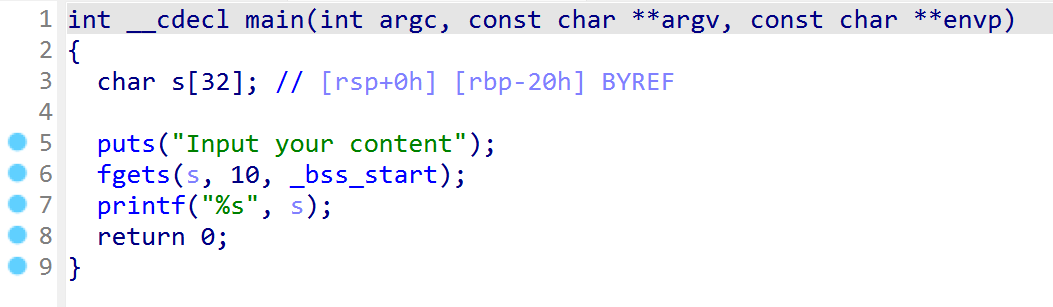 1 int __cdecl main(int argc, const char **argv, const char **envp)
2 {
3   char s[32]; // [rsp+0h] [rbp-20h] BYREF
4
5   puts("Input your content");
6   fgets(s, 10, _bss_start);
7   printf("%s", s);
8   return 0;
9 }